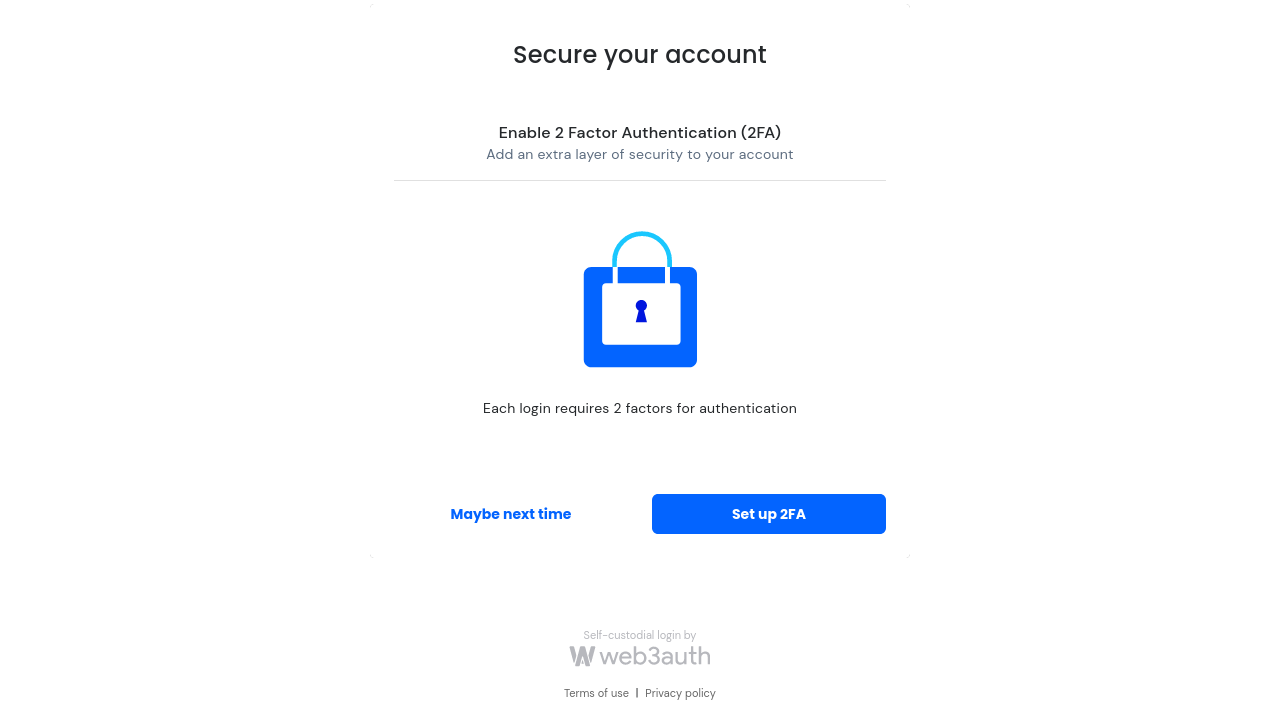 Secure your account
Enable 2 Factor Authentication (2FA)
Add an extra layer of security to your account
Each login requires 2 factors for authentication
Maybe next time
Set up 2FA
Self-custodial login by
web3auth
Terms of use | Privacy policy